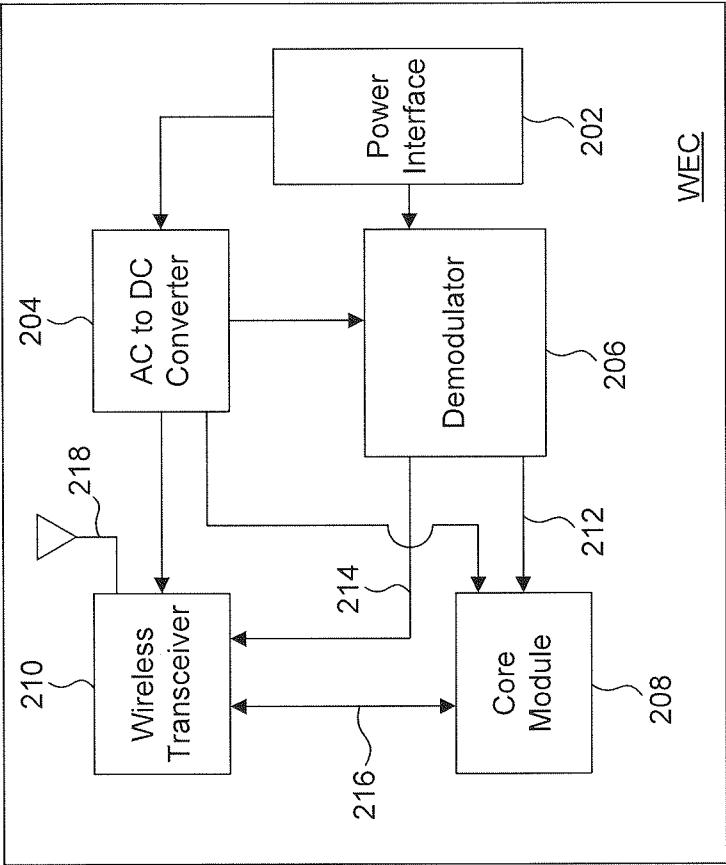 210
Wireless
Transceiver
218
204
AC to DC
Converter
Power
Interface
202
216
214
Core
Module
208
212
Demodulator
206
WEC